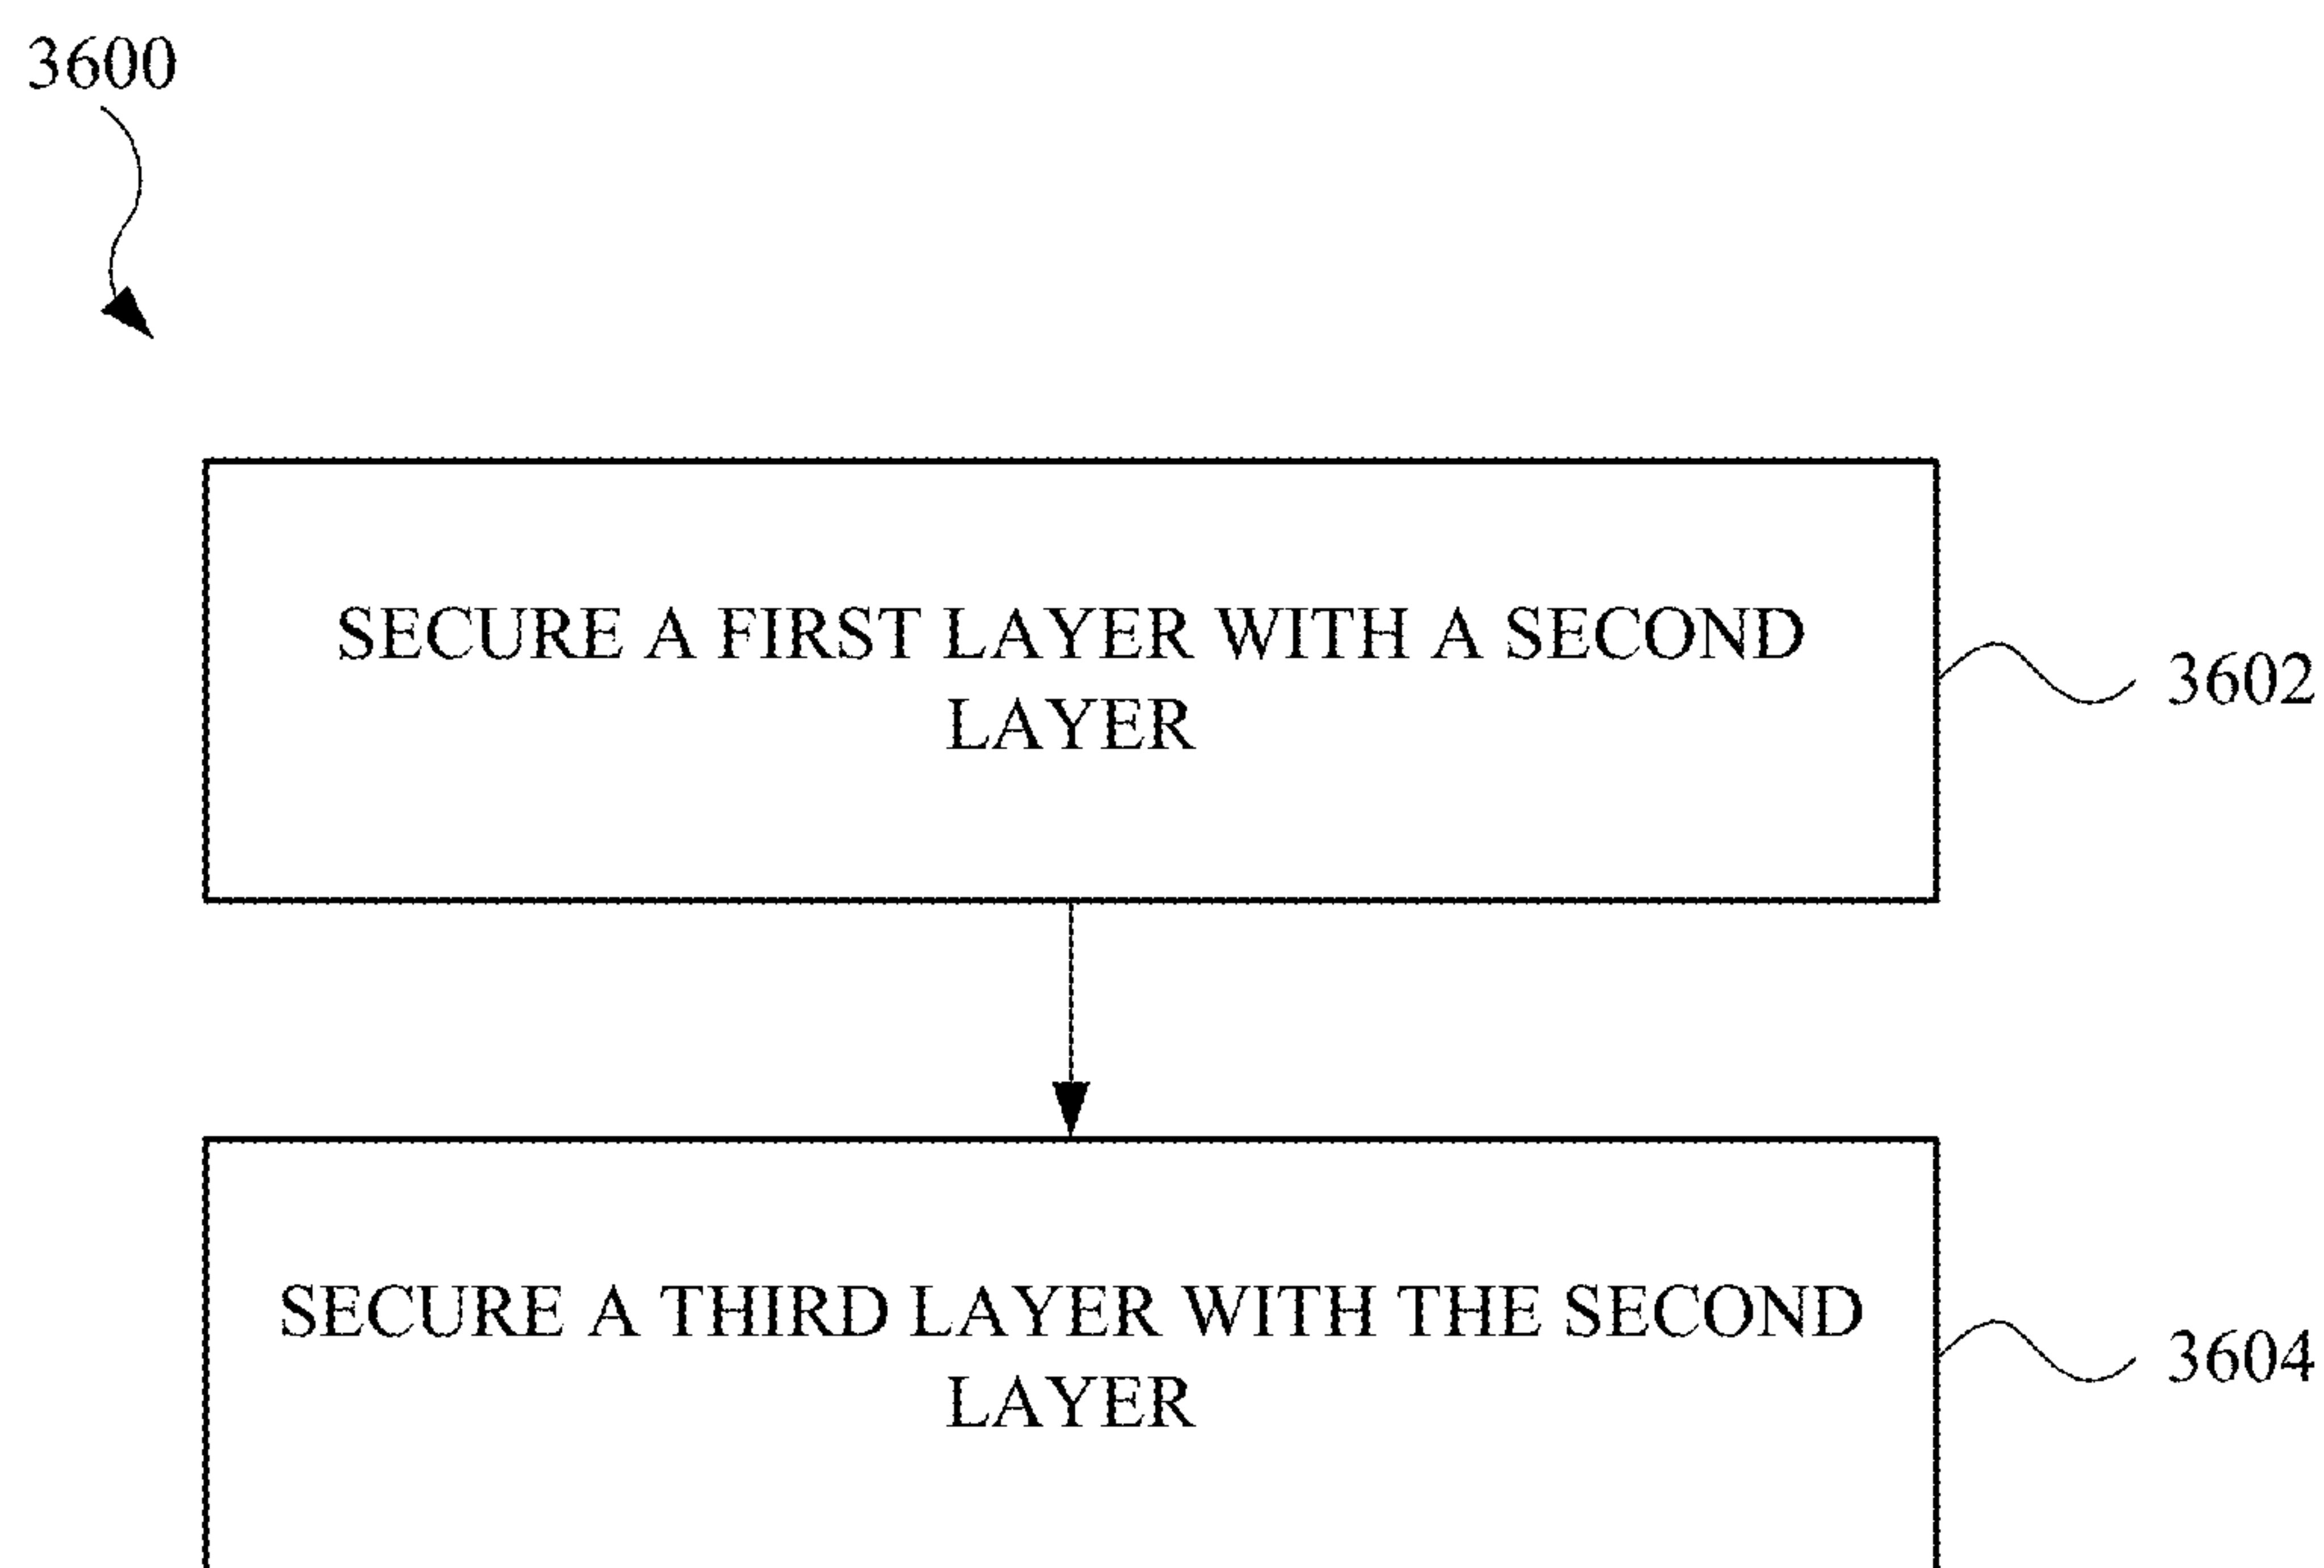 3600
SECURE A FIRST LAYER WITH A SECOND
LAYER
3602
SECURE A THIRD LAYER WITH THE SECOND
LAYER
3604